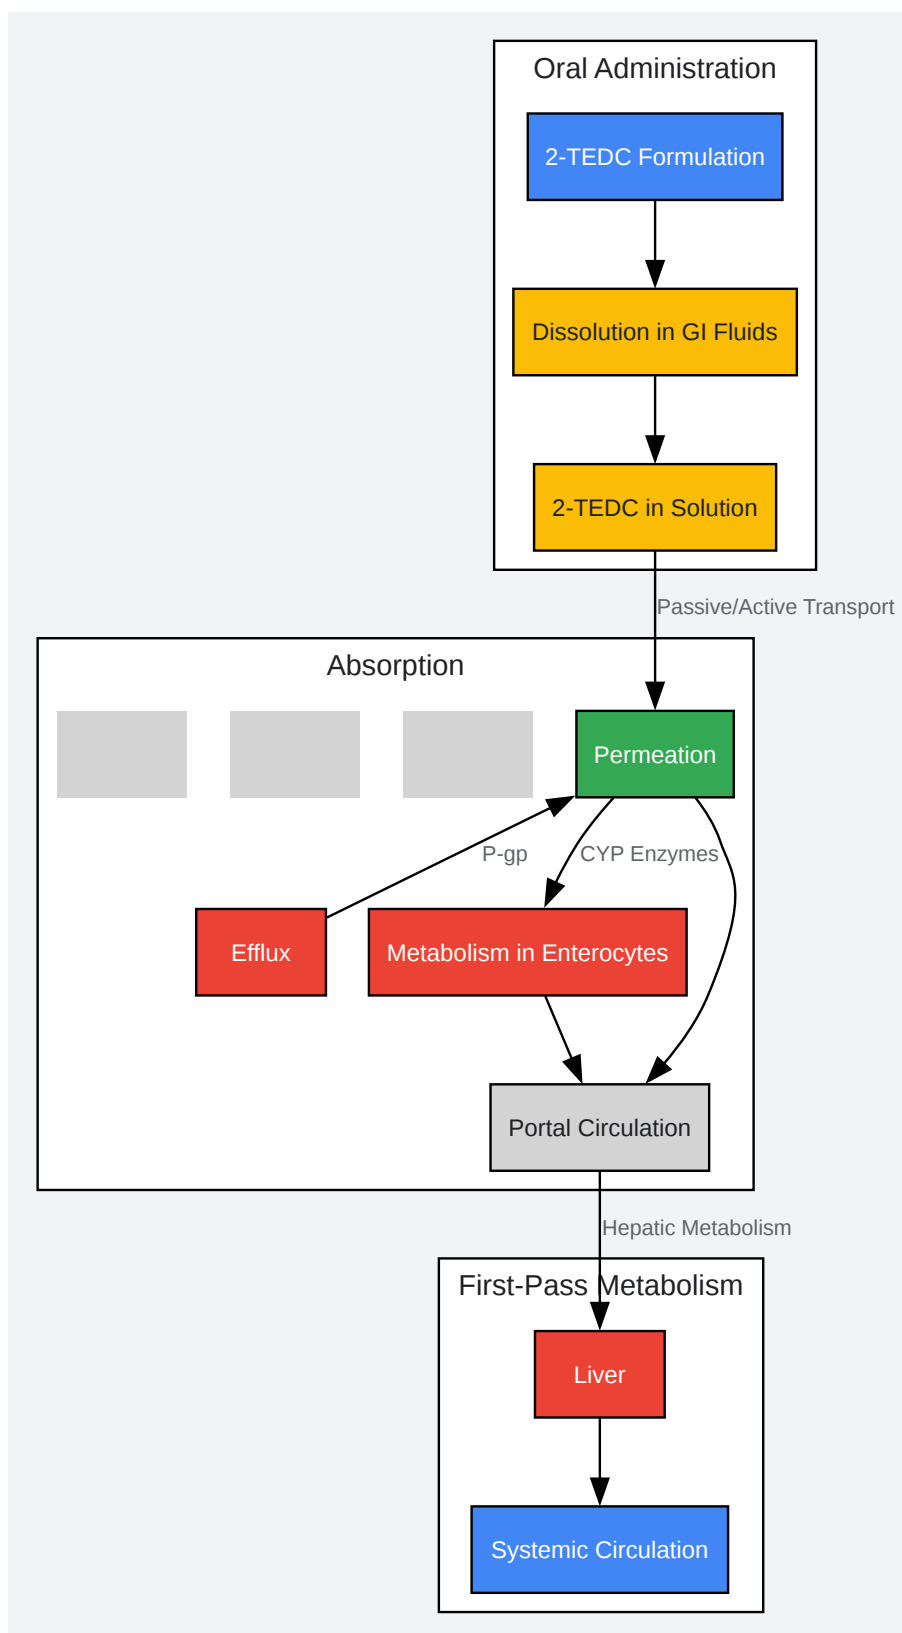 Oral Administration
2-TEDC Formulation
Dissolution in GI Fluids
2-TEDC in Solution
Passive/Active Transport
Absorption
Permeation
P-gp
CYP Enzymes
Efflux
Metabolism in Enterocytes
Portal Circulation
Hepatic Metabolism
First-Pass Metabolism
Liver
Systemic Circulation